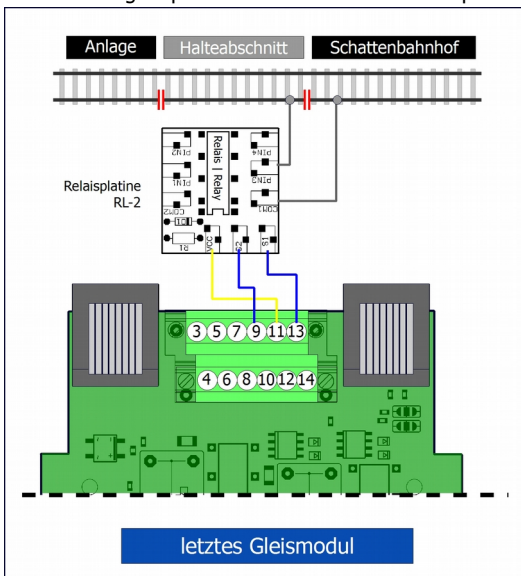 Anlage Halteabschnitt Schattenbahnhof
PIN2 Relais | Relay PIN4
Relaisplatine PIN1 PIN3
RL-2 COM2 COM1
R1 VCC S2 S1
3 5 7 9 11 13
4 6 8 10 12 14
letztes Gleismodul